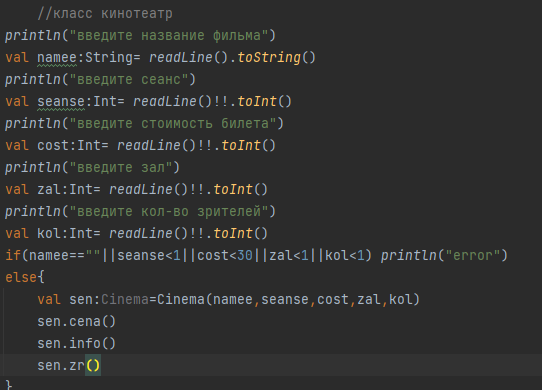 //класс кинотеатр
println("введите название фильма")
val namee:String= readLine().toString()
println("введите сеанс")
val seanse:Int= readLine()!!.toInt()
println("введите стоимость билета")
val cost:Int= readLine()!!.toInt()
println("введите зал")
val zal:Int= readLine()!!.toInt()
println("введите кол-во зрителей")
val kol:Int= readLine()!!.toInt()
if(namee==""||seanse<1||cost<30||zal<1||kol<1) println("error")
else{
    val sen:Cinema=Cinema(namee,seanse,cost,zal,kol)
    sen.cena()
    sen.info()
    sen.zr()
}